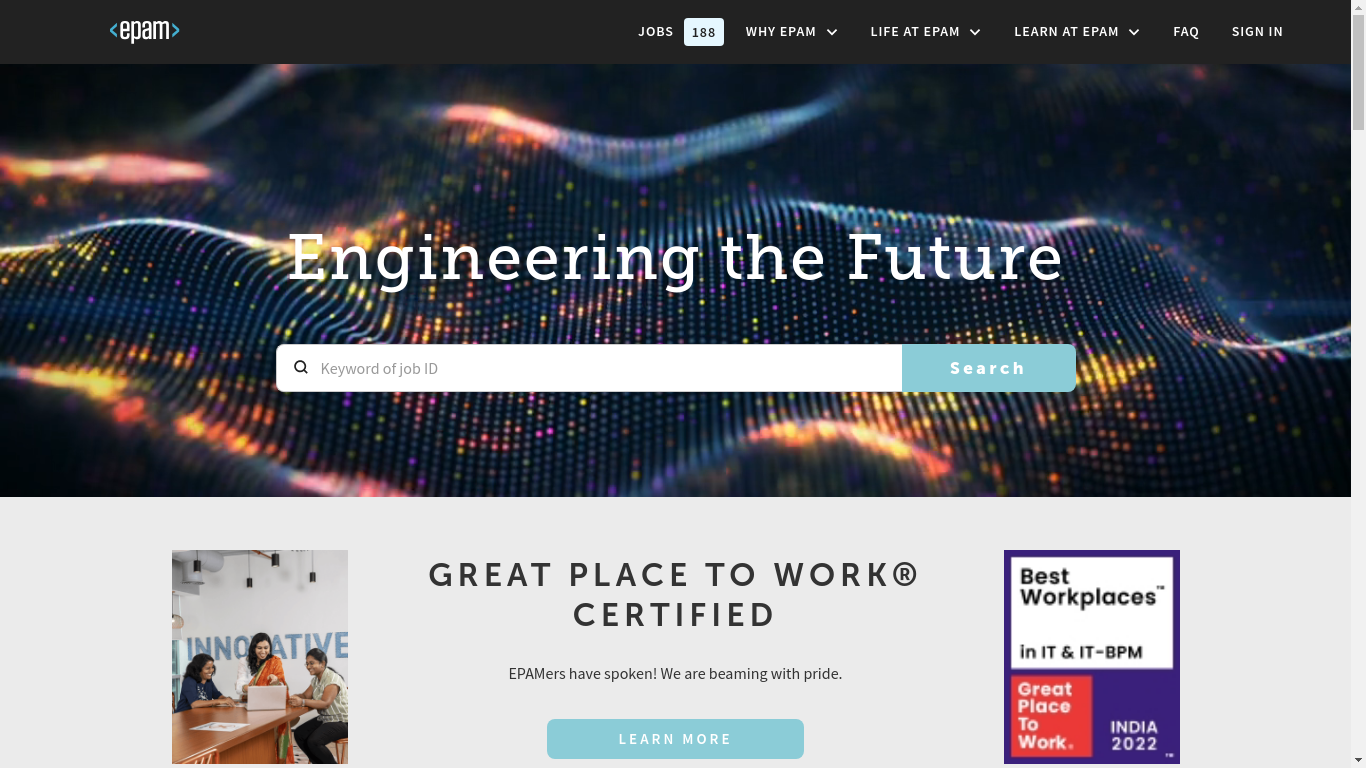 <epam>
JOBS 188 WHY EPAM LIFE AT EPAM LEARN AT EPAM FAQ SIGN IN
Engineering the Future
Keyword of job ID
Search
INNOVATIVE
GREAT PLACE TO WORK®
CERTIFIED
EPAMers have spoken! We are beaming with pride.
LEARN MORE
Best
Workplaces™
in IT & IT-BPM
Great
Place
To
Work.
INDIA
2022
™